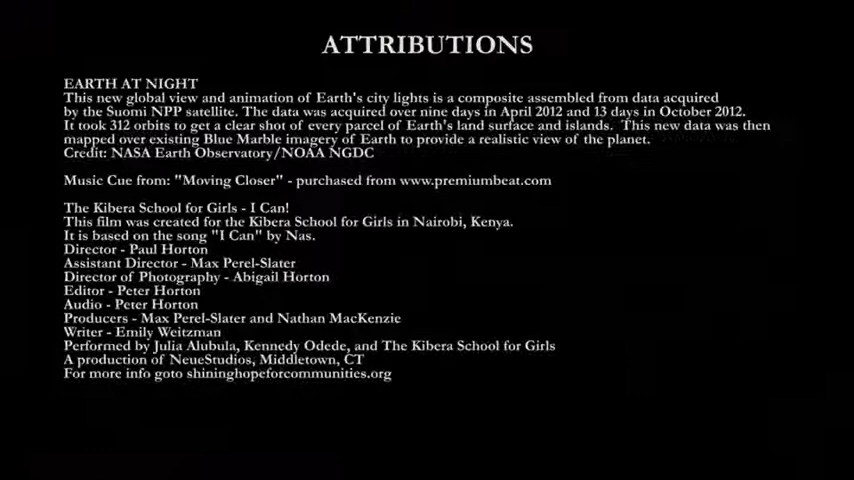 ATTRIBUTIONS
EARTH AT NIGHT
This new global view and animation of Earth's city lights is a composite assembled from data acquired
by the Suomi NPP satellite. The data was acquired over nine days in April 2012 and 13 days in October 2012.
It took 312 orbits to get a clear shot of every parcel of Earth's land surface and islands. This new data was then
mapped over existing Blue Marble imagery of Earth to provide a realistic view of the planet.
Credit: NASA Earth Observatory/NOAA NGDC
Music Cue from: "Moving Closer" - purchased from www.premiumbeat.com
The Kibera School for Girls - I Can!
This film was created for the Kibera School for Girls in Nairobi, Kenya.
It is based on the song "I Can" by Nas.
Director - Paul Horton
Assistant Director - Max Perel-Slater
Director of Photography - Abigail Horton
Editor - Peter Horton
Audio - Peter Horton
Producers - Max Perel-Slater and Nathan MacKenzie
Writer - Emily Weitzman
Performed by Julia Alubula, Kennedy Odede, and The Kibera School for Girls
A production of NeueStudios, Middletown, CT
For more info goto shininghopeforcommunities.org